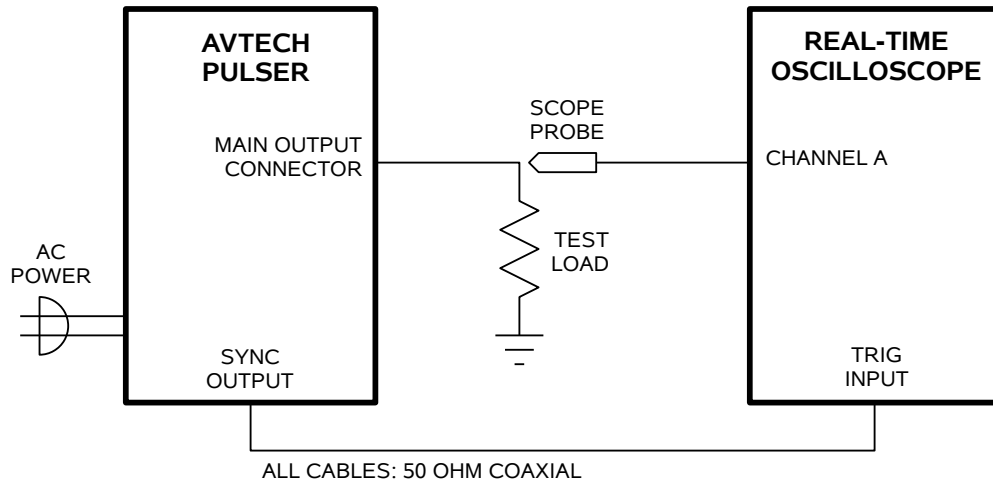 AVTECH
PULSER
REAL-TIME
OSCILLOSCOPE
SCOPE
PROBE
MAIN OUTPUT
CONNECTOR
CHANNEL A
TEST
LOAD
AC
POWER
SYNC
OUTPUT
TRIG
INPUT
ALL CABLES: 50 OHM COAXIAL